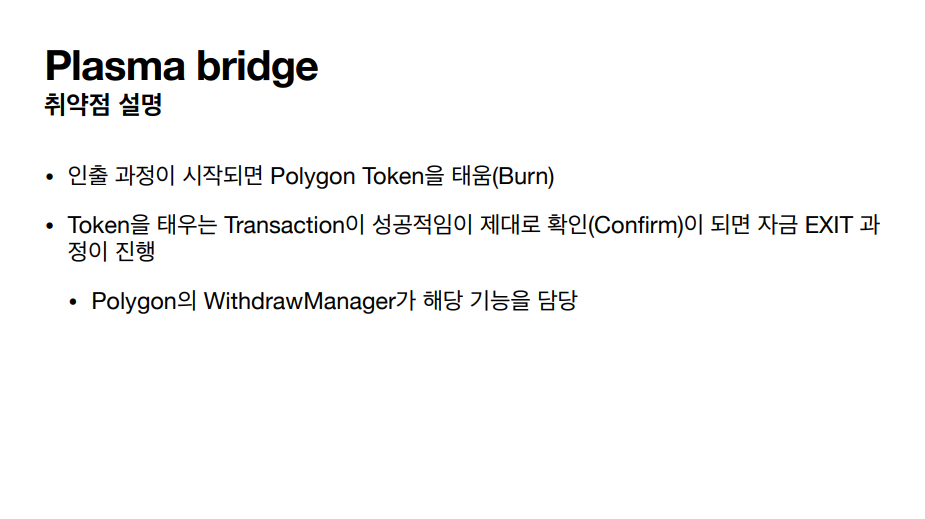 Plasma bridge
취약점 설명
• 인출 과정이 시작되면 Polygon Token을 태움(Burn)
• Token을 태우는 Transaction이 성공적임이 제대로 확인(Confirm)이 되면 자금 EXIT 과
정이 진행
• Polygon의 WithdrawManager가 해당 기능을 담당